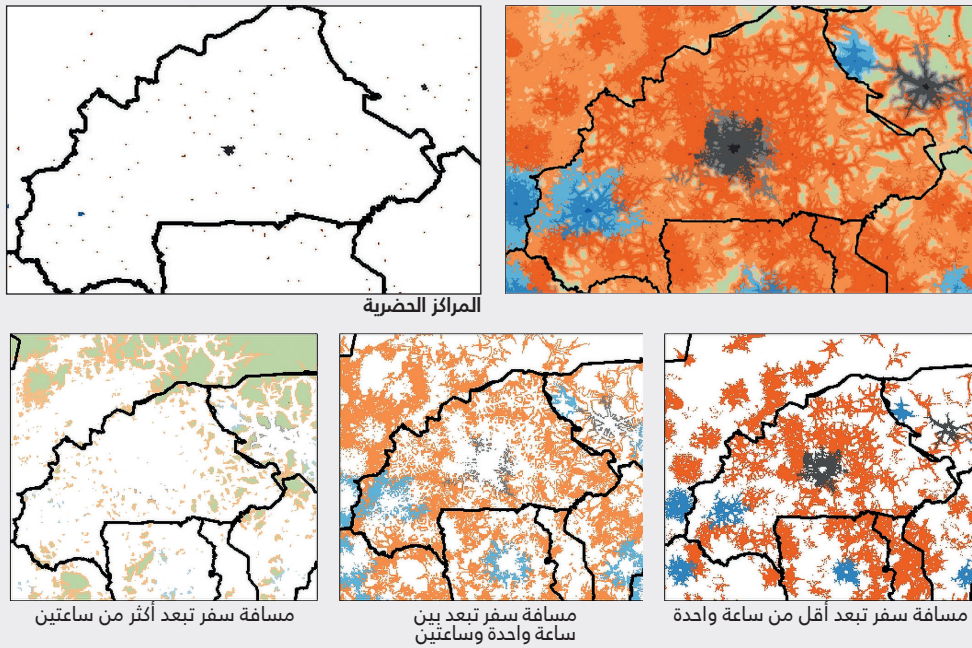 المراكز الحضرية
مسافة سفر تبعد أقل من ساعة واحدة
مسافة سفر تبعد بين
ساعة واحدة وساعتين
مسافة سفر تبعد أكثر من ساعتين